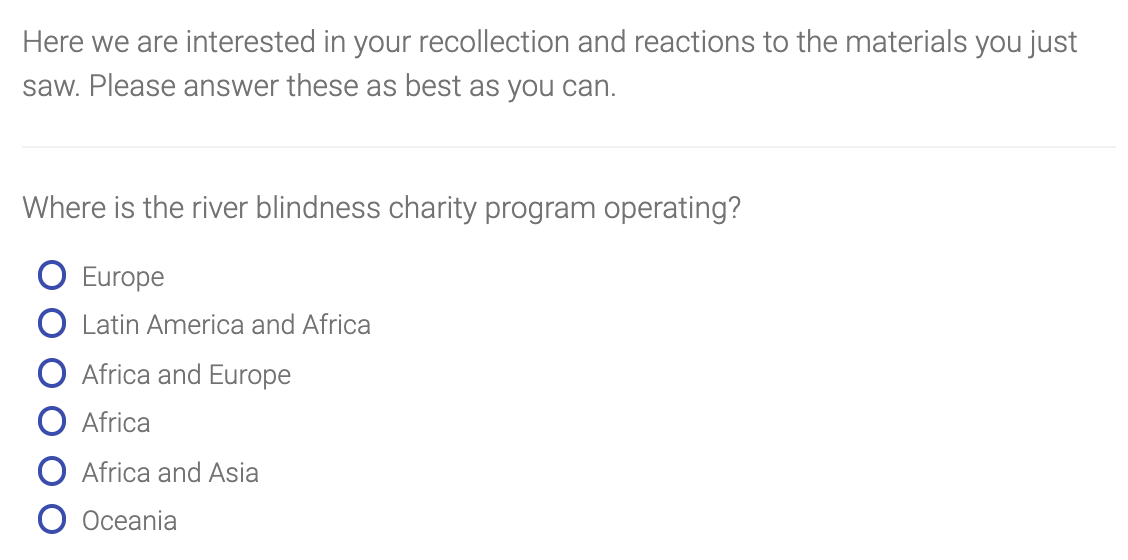 Here we are interested in your recollection and reactions to the materials you just
saw. Please answer these as best as you can.
Where is the river blindness charity program operating?
Europe
Latin America and Africa
Africa and Europe
Africa
Africa and Asia
Oceania